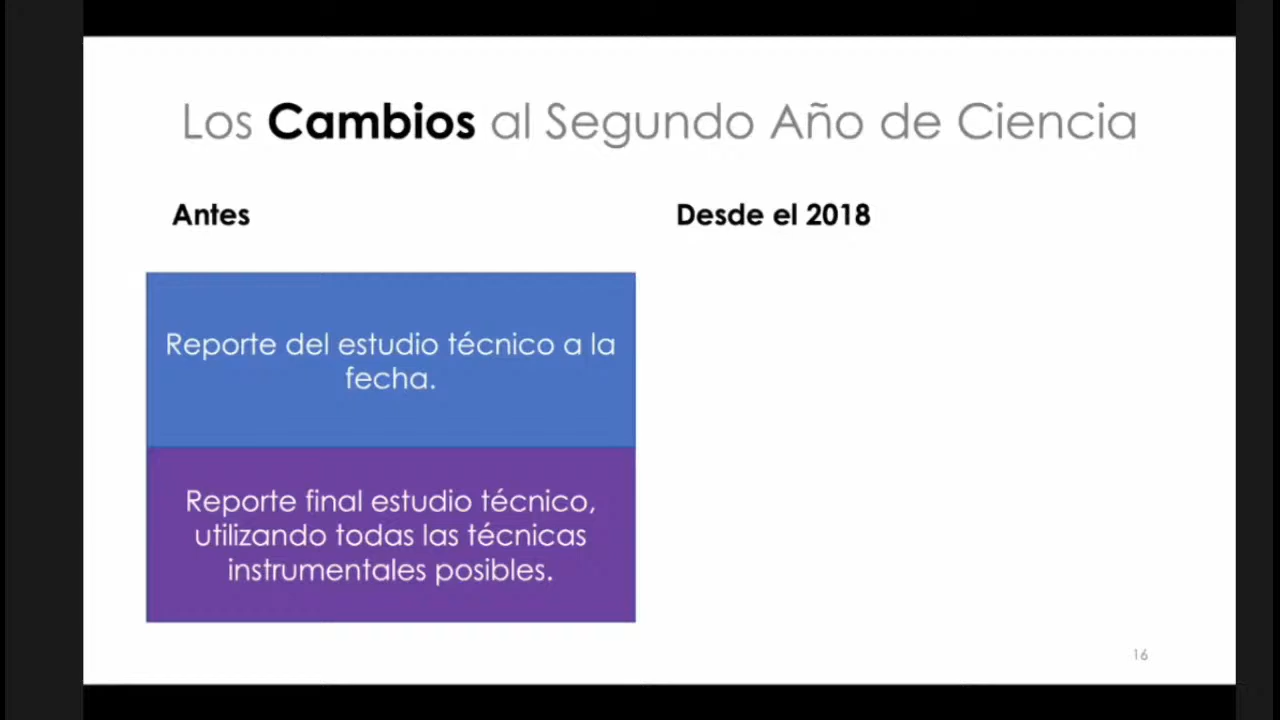 Los Cambios al Segundo Año de Ciencia
Antes
Desde el 2018
Reporte del estudio técnico a la
fecha.
Reporte final estudio técnico,
utilizando todas las técnicas
instrumentales posibles.
16